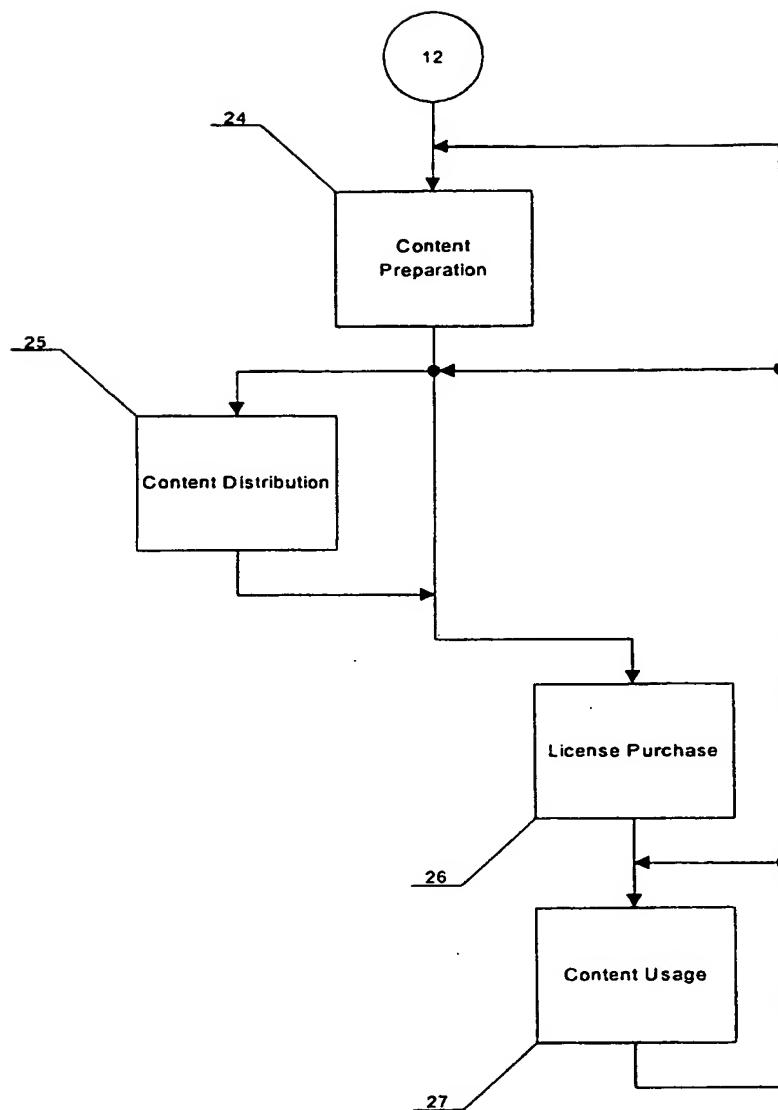 12
24
Content
Preparation
25
Content Distribution
License Purchase
26
Content Usage
27